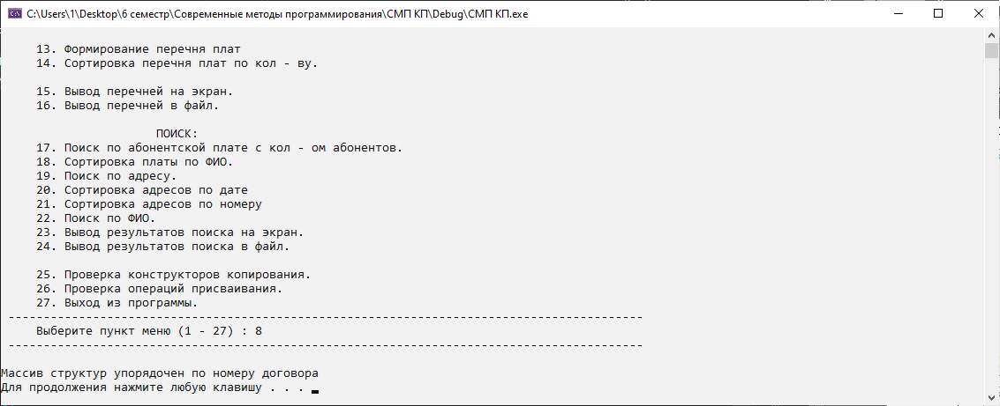 C:\Users\1\Desktop\6 семестр\Современные методы программирования\СМП КП\Debug\СМП КП.exe
13. Формирование перечня плат
14. Сортировка перечня плат по кол - ву.
15. Вывод перечней на экран.
16. Вывод перечней в файл.
ПОИСК:
17. Поиск по абонентской плате с кол - ом абонентов.
18. Сортировка платы по ФИО.
19. Поиск по адресу.
20. Сортировка адресов по дате
21. Сортировка адресов по номеру
22. Поиск по ФИО.
23. Вывод результатов поиска на экран.
24. Вывод результатов поиска в файл.
25. Проверка конструкторов копирования.
26. Проверка операций присваивания.
27. Выход из программы.
------------------------------------------------------------------------------------------
Выберите пункт меню (1 - 27) : 8
------------------------------------------------------------------------------------------
Массив структур упорядочен по номеру договора
Для продолжения нажмите любую клавишу . . .